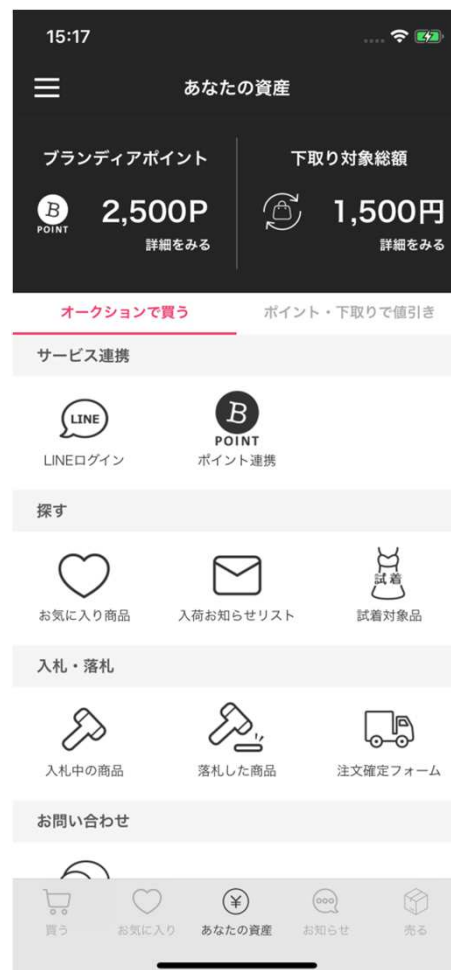 15:17
あなたの資産
ブランディアポイント
下取り対象総額
B
POINT
2,500P
1,500円
詳細をみる
詳細をみる
オークションで買う
ポイント・下取りで値引き
サービス連携
LINE
B
POINT
LINEログイン
ポイント連携
探す
試着
お気に入り商品
入荷お知らせリスト
試着対象品
入札・落札
入札中の商品
落札した商品
注文確定フォーム
お問い合わせ
¥
買う
お気に入り
あなたの資産
お知らせ
売る